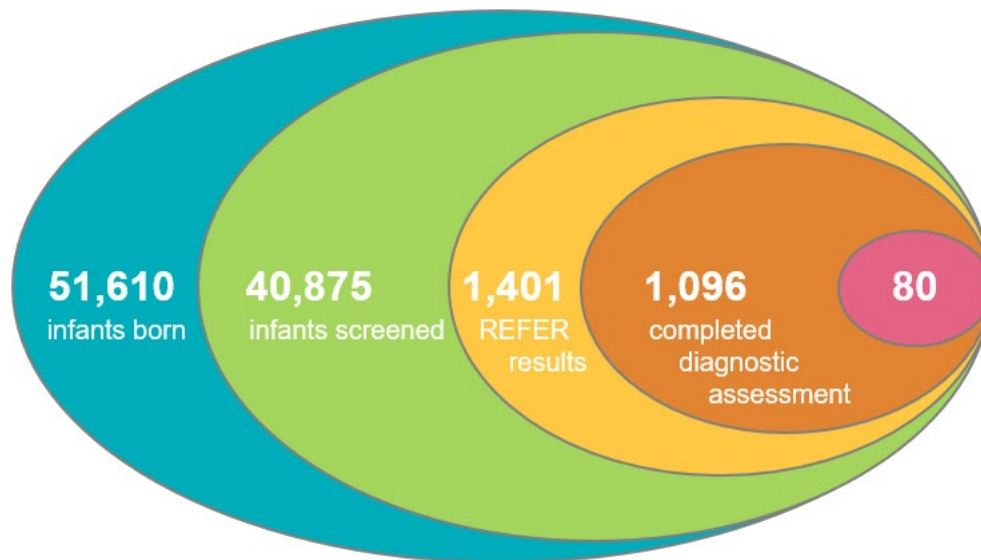 51,610
infants born
40,875
infants screened
1,401
REFER
results
1,096
completed
diagnostic
assessment
80